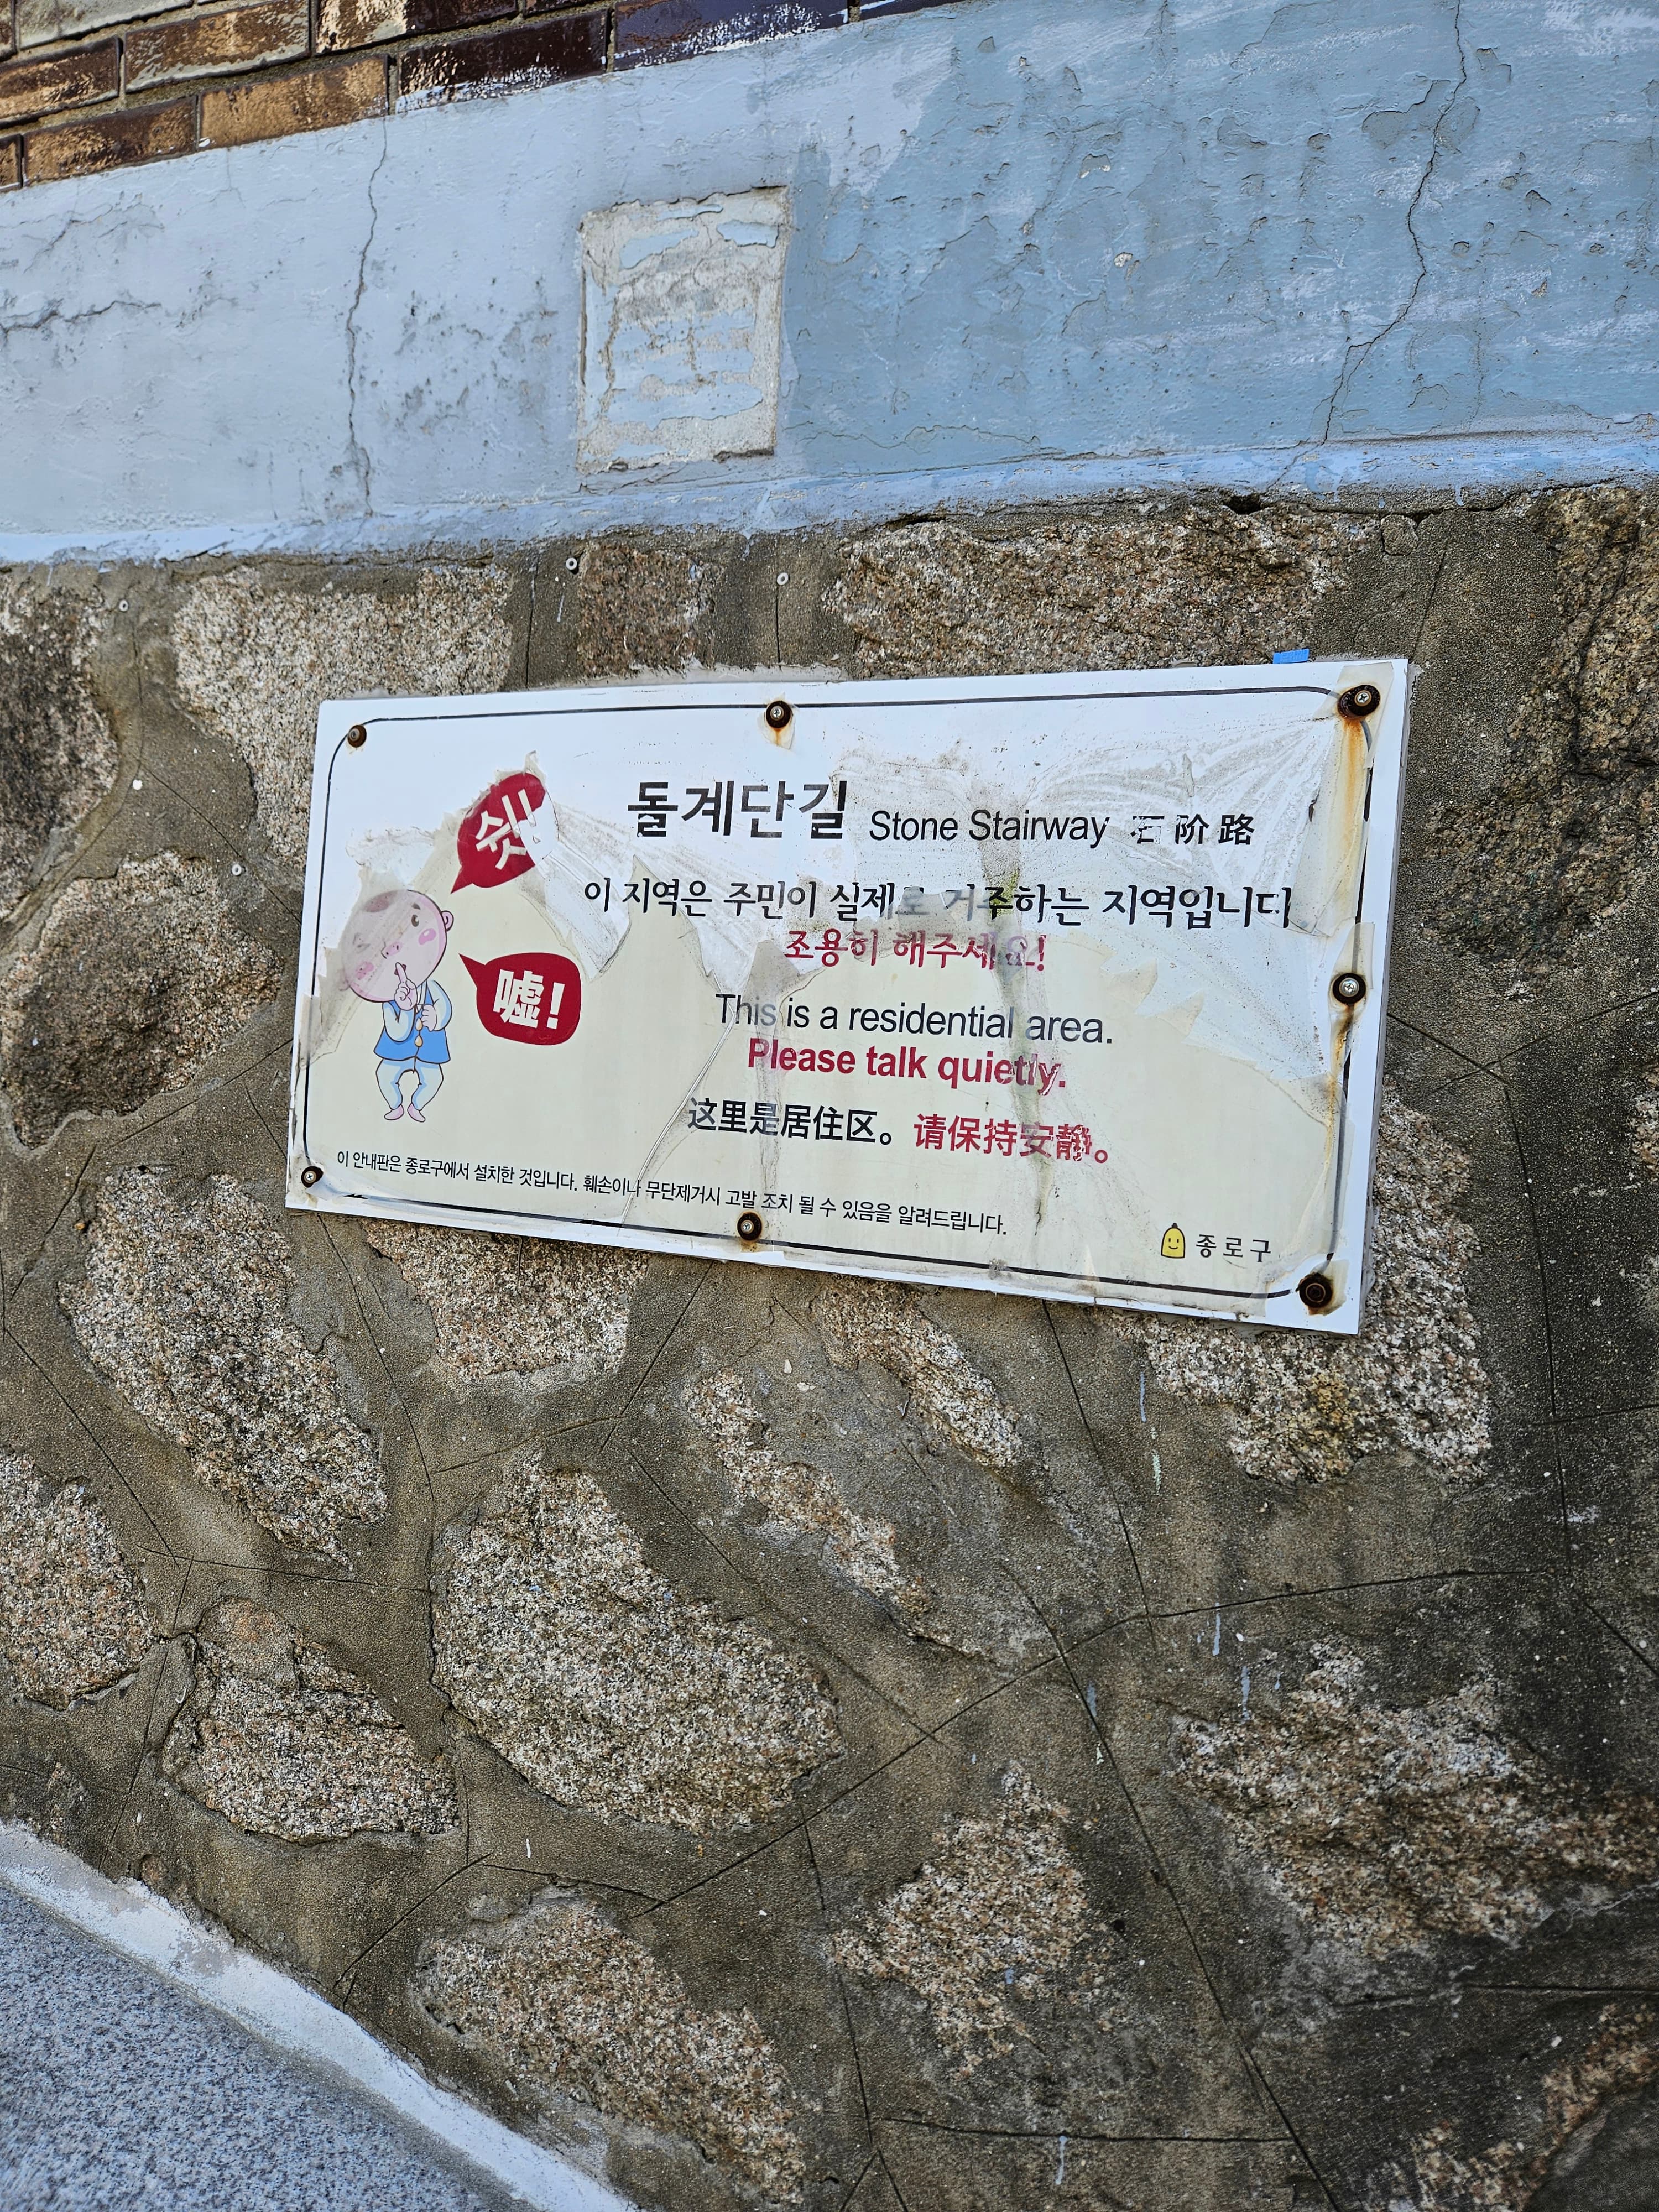 쉿!
돌계단길 Stone Stairway 石阶路
이 지역은 주민이 실제로 거주하는 지역입니다
조용히 해주세요!
嘘!
This is a residential area.
Please talk quietly.
这里是居住区。请保持安静。
이 안내판은 종로구에서 설치한 것입니다. 훼손이나 무단제거시 고발 조치 될 수 있음을 알려드립니다.
종로구